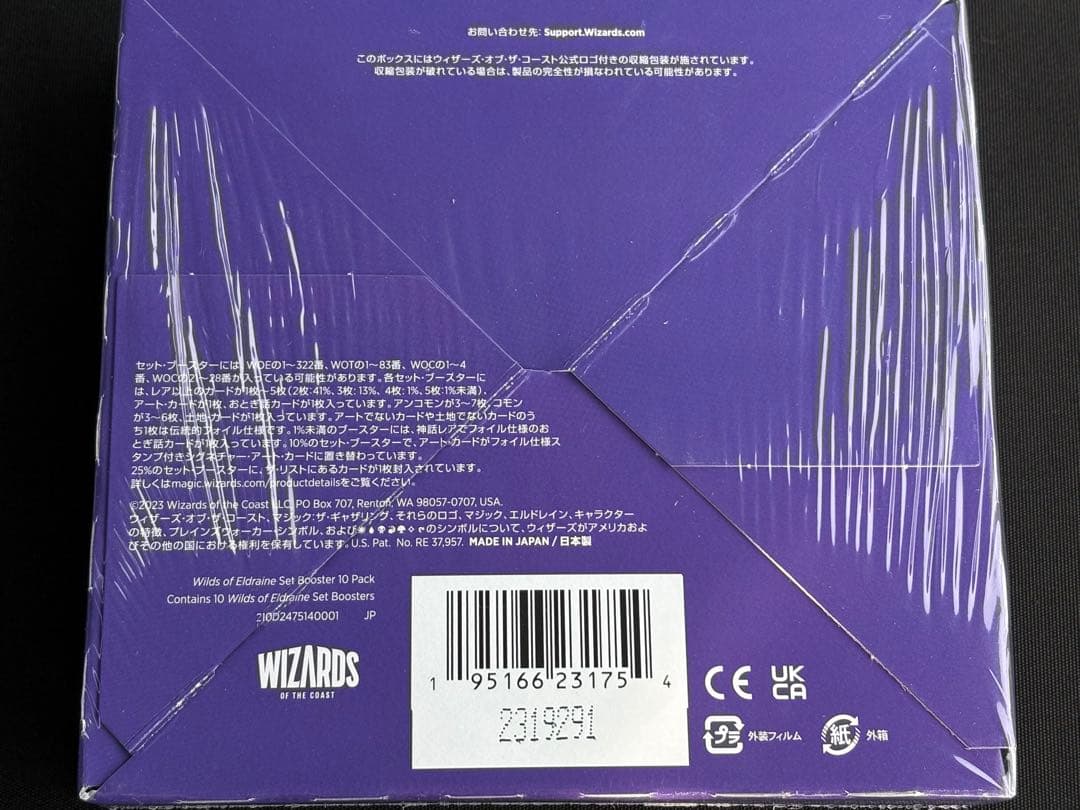 お問い合わせ先: Support.Wizards.com
このボックスにはウィザーズ・オブ・ザ・コースト公式ロゴ付きの収縮包装が施されています。
収縮包装が破れている場合は、製品の完全性が損なわれている可能性があります。
セット・ブースターには、WOEの1〜322番、WOTの1〜83番、WOCの1〜4
番、WOCの21〜28番が入っている可能性があります。各セット・ブースターに
は、レア以上のカードが1枚〜5枚(2枚:41%、3枚:13%、4枚:1%、5枚:1%未満)、
アート・カードが1枚、おとぎ話カードが1枚入っています。アンコモンが3〜7枚、コモン
が3〜6枚、土地・カードが1枚入っています。アートでないカードや土地でないカードのう
ち1枚は伝統的フォイル仕様です。1%未満のブースターには、神話レアでフォイル仕様のお
とぎ話カードが1枚入っています。10%のセット・ブースターで、アート・カードがフォイル仕様ス
タンプ付きシグネチャー・アート・カードに置き替わっています。
25%のセット・ブースターに、ザ・リストにあるカードが1枚封入されています。
詳しくはmagic.wizards.com/productdetailsをご覧ください。
©2023 Wizards of the Coast LLC, PO Box 707, Renton, WA 98057-0707, USA.
ウィザーズ・オブ・ザ・コースト、マジック:ザ・ギャザリング、それらのロゴ、マジック、エルドレイン、キャラクター
の特徴、プレインズウォーカー・シンボル、およびのシンボルについて、ウィザーズがアメリカおよ
びその他の国における権利を保有しています。U.S. Pat. No. RE 37,957. MADE IN JAPAN / 日本製
Wilds of Eldraine Set Booster 10 Pack
Contains 10 Wilds of Eldraine Set Boosters
210D2475140001 JP
WIZARDS
OF THE COAST
1 95166 23175 4
2319291
CE
UK
CA
プラ 外装フィルム
紙 外箱